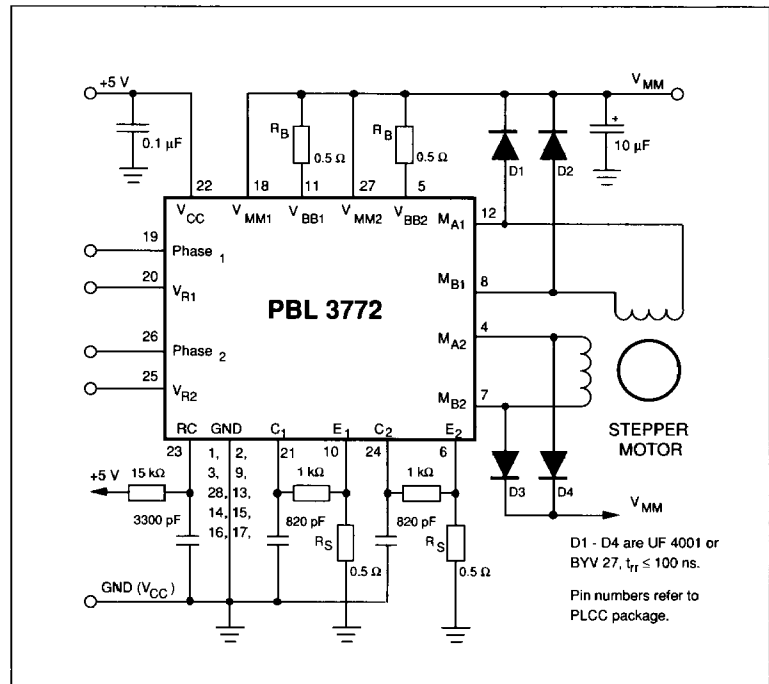 +5 V
V_MM
0.1 µF
R_B
0.5 Ω
R_B
0.5 Ω
D1
D2
+
10 µF
22
18
11
27
5
V_CC
V_MM1
V_BB1
V_MM2
V_BB2
M_A1
12
19
Phase 1
20
V_R1
M_B1
8
PBL 3772
26
Phase 2
M_A2
4
25
V_R2
M_B2
7
RC
GND
C1
E1
C2
E2
23
1, 2,
3, 9,
28, 13,
14, 15,
16, 17,
21
10
24
6
STEPPER
MOTOR
+5 V
15 kΩ
1 kΩ
1 kΩ
D3
D4
3300 pF
820 pF
R_S
0.5 Ω
820 pF
R_S
0.5 Ω
V_MM
GND (V_CC)
D1 - D4 are UF 4001 or
BYV 27, t_rr ≤ 100 ns.
Pin numbers refer to
PLCC package.